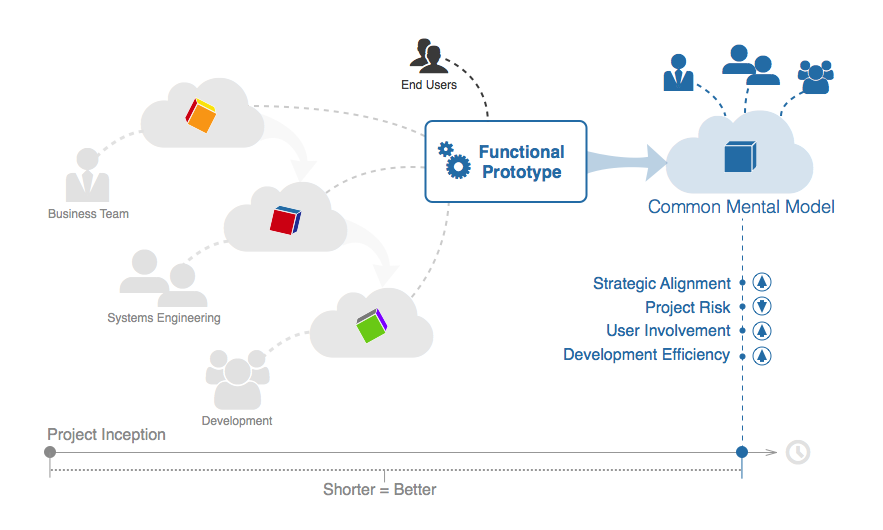 End Users
Business Team
Functional
Prototype
Common Mental Model
Systems Engineering
Strategic Alignment
Project Risk
User Involvement
Development Efficiency
Development
Project Inception
Shorter = Better